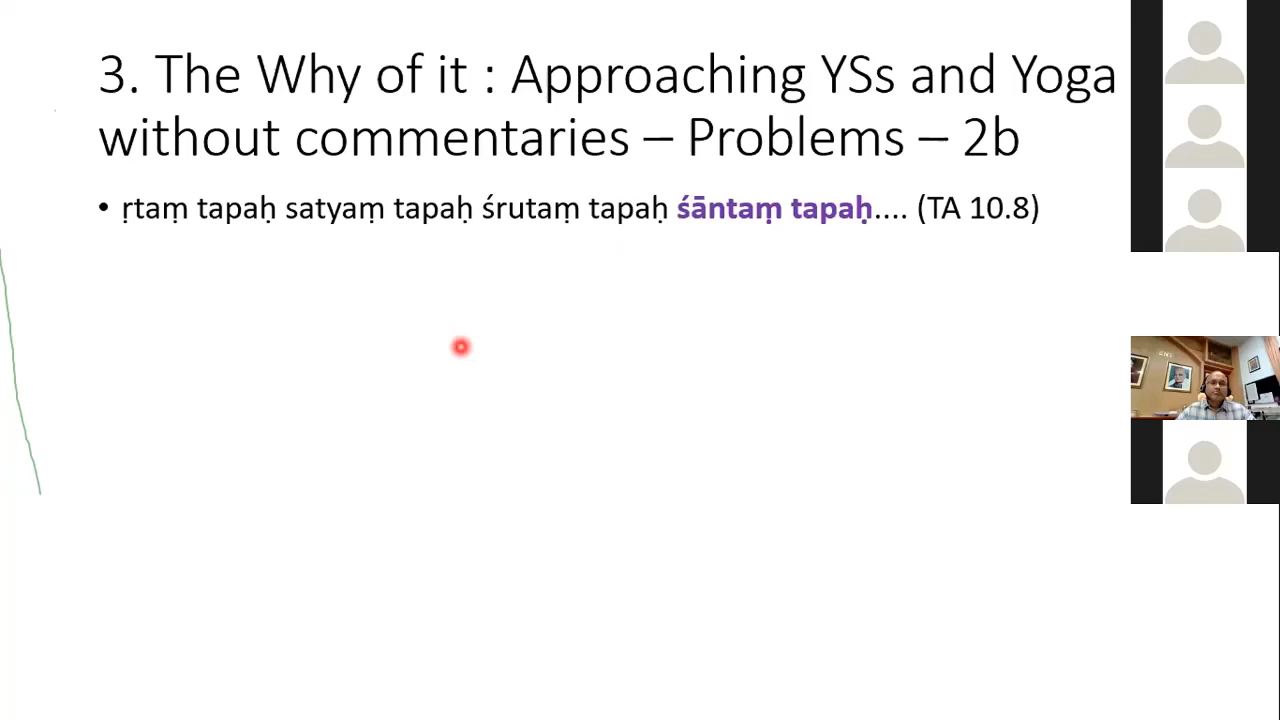 3. The Why of it : Approaching YSs and Yoga
without commentaries – Problems – 2b
• ṛtaṃ tapaḥ satyaṃ tapaḥ śrutaṃ tapaḥ śāntaṃ tapaḥ.... (TA 10.8)